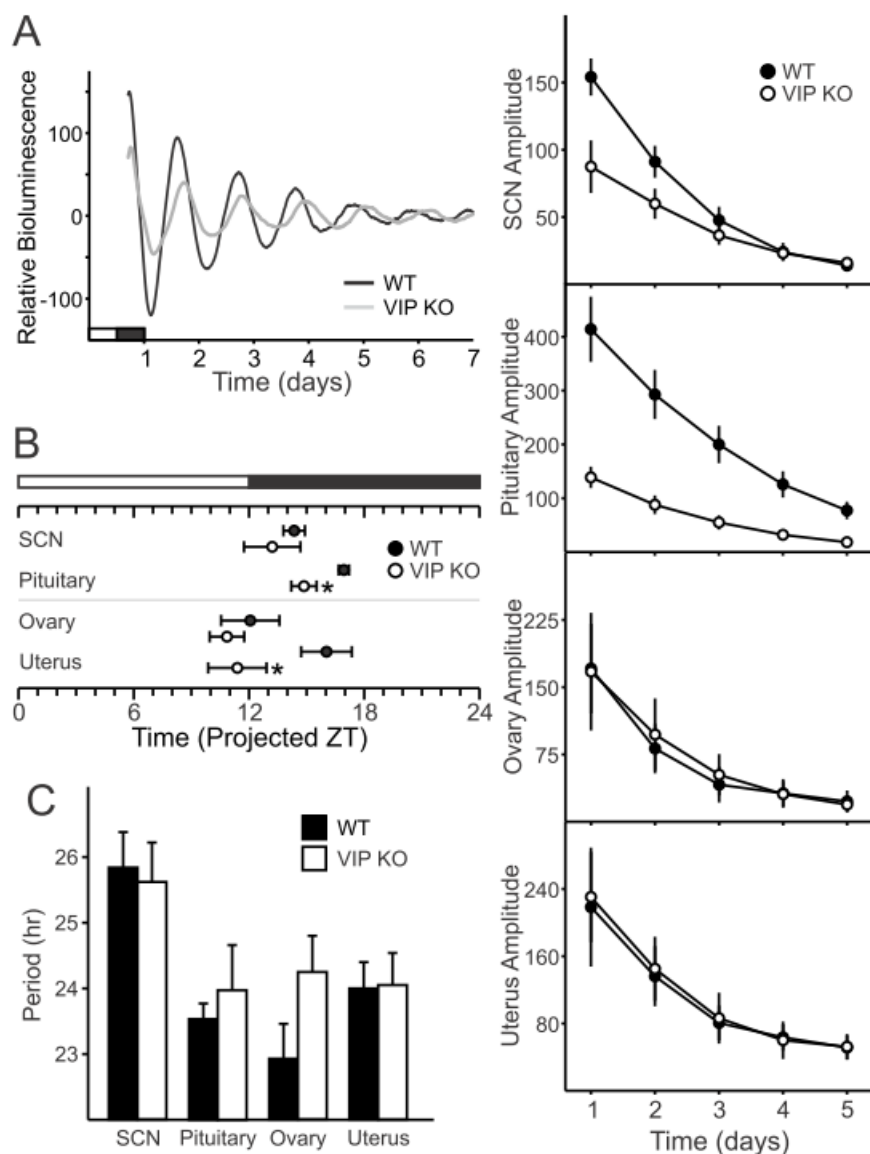 A
Relative Bioluminescence
100
0
-100
WT
VIP KO
1 2 3 4 5 6 7
Time (days)
B
SCN
Pituitary
Ovary
Uterus
WT
VIP KO
*
*
0 6 12 18 24
Time (Projected ZT)
C
Period (hr)
26
25
24
23
WT
VIP KO
SCN Pituitary Ovary Uterus
WT
VIP KO
SCN Amplitude
150
100
50
Pituitary Amplitude
400
300
200
100
Ovary Amplitude
225
150
75
Uterus Amplitude
240
160
80
1 2 3 4 5
Time (days)